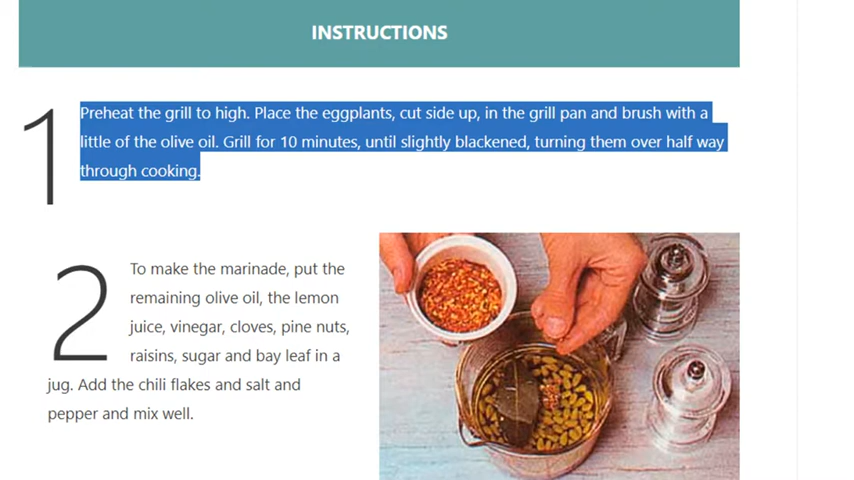 INSTRUCTIONS
1
Preheat the grill to high. Place the eggplants, cut side up, in the grill pan and brush with a
little of the olive oil. Grill for 10 minutes, until slightly blackened, turning them over half way
through cooking.
2
To make the marinade, put the
remaining olive oil, the lemon
juice, vinegar, cloves, pine nuts,
raisins, sugar and bay leaf in a
jug. Add the chili flakes and salt and
pepper and mix well.